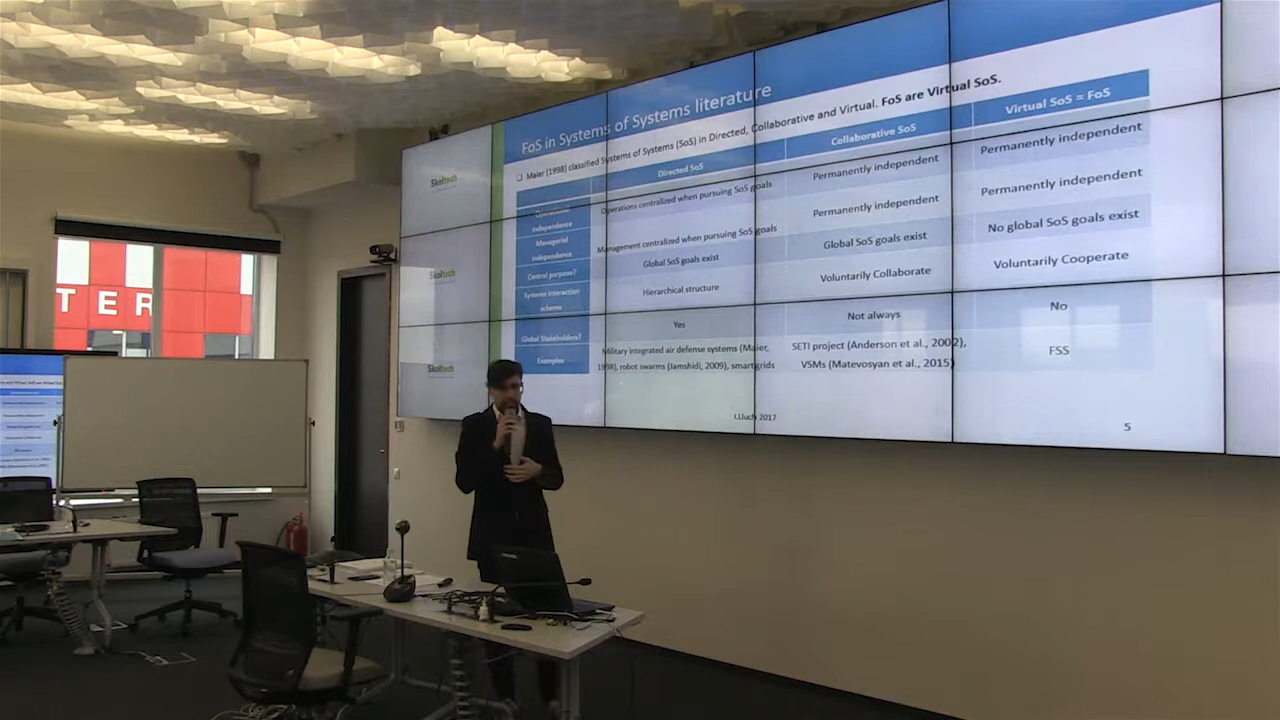 FoS in Systems of Systems literature
Maier (1998) classified Systems of Systems (SoS) in Directed, Collaborative and Virtual. FoS are Virtual SoS.
Directed SoS
Collaborative SoS
Virtual SoS = FoS
Operational independence
Operations centralized when pursuing SoS goals
Permanently independent
Permanently independent
Managerial independence
Management centralized when pursuing SoS goals
Permanently independent
Permanently independent
Central purpose?
Global SoS goals exist
Global SoS goals exist
No global SoS goals exist
Systems interaction scheme
Hierarchical structure
Voluntarily Collaborate
Voluntarily Cooperate
Global Stakeholders?
Yes
Not always
No
Examples
Military integrated air defense systems (Maier,
1998), robot swarms (Jamshidi, 2009), smart grids
SETI project (Anderson et al., 2002),
VSMs (Matevosyan et al., 2015)
FSS
I.Lluch 2017
5
Skoltech
Skoltech
Skoltech
TER